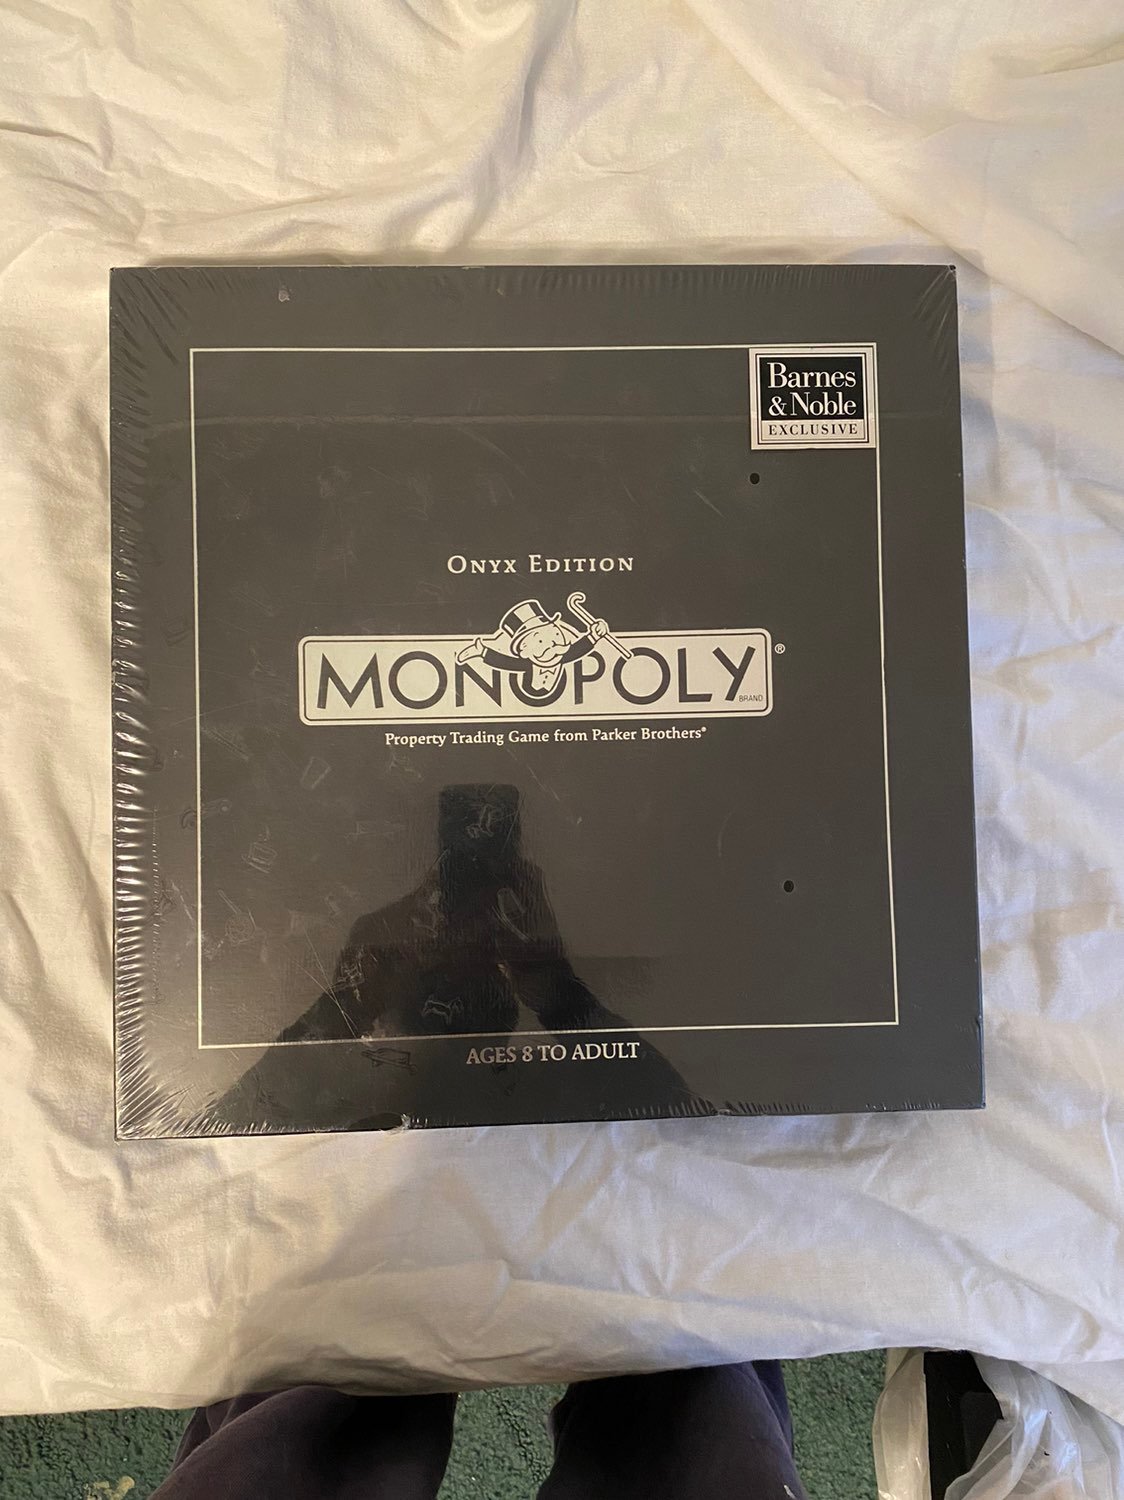 Barnes
& Noble
EXCLUSIVE
ONYX EDITION
MONOPOLY®
BRAND
Property Trading Game from Parker Brothers®
AGES 8 TO ADULT